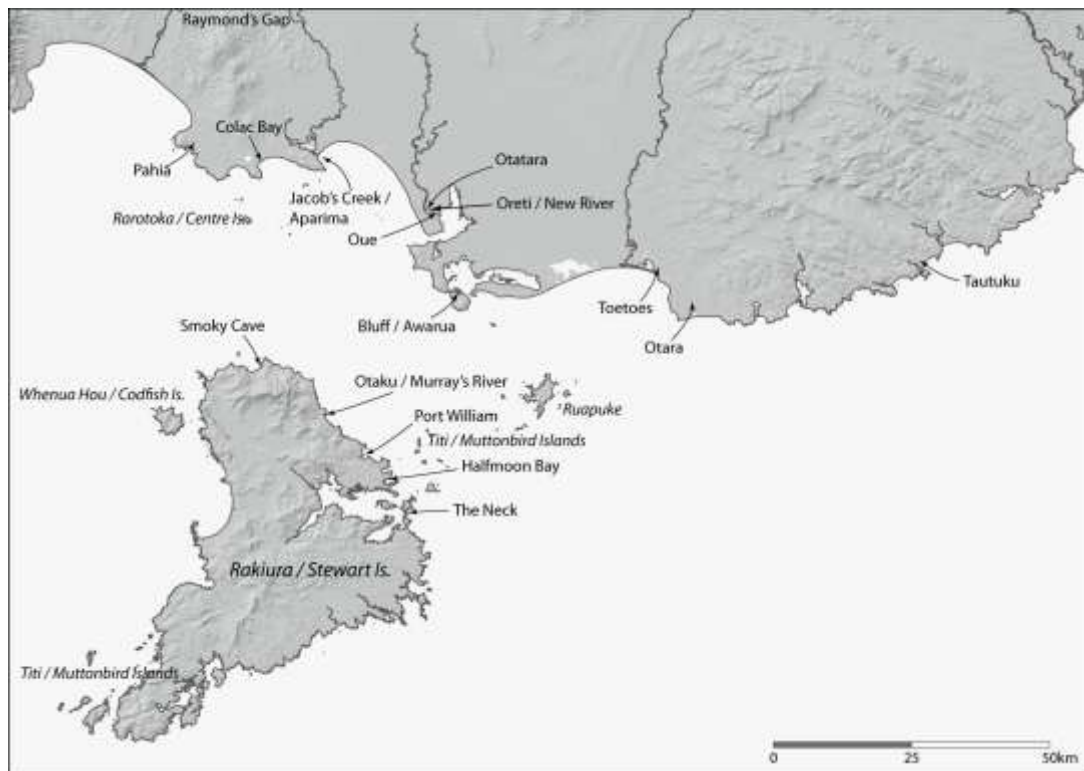 Raymond's Gap
Colac Bay
Pahia
Otatara
Jacob's Creek /
Aparima
Oreti / New River
Rarotoka / Centre Is.
Oue
Tautuku
Toetoes
Bluff / Awarua
Otara
Smoky Cave
Otaku / Murray's River
Whenua Hou / Codfish Is.
Ruapuke
Port William
Titi / Muttonbird Islands
Halfmoon Bay
The Neck
Rakiura / Stewart Is.
Titi / Muttonbird Islands
0 25 50km